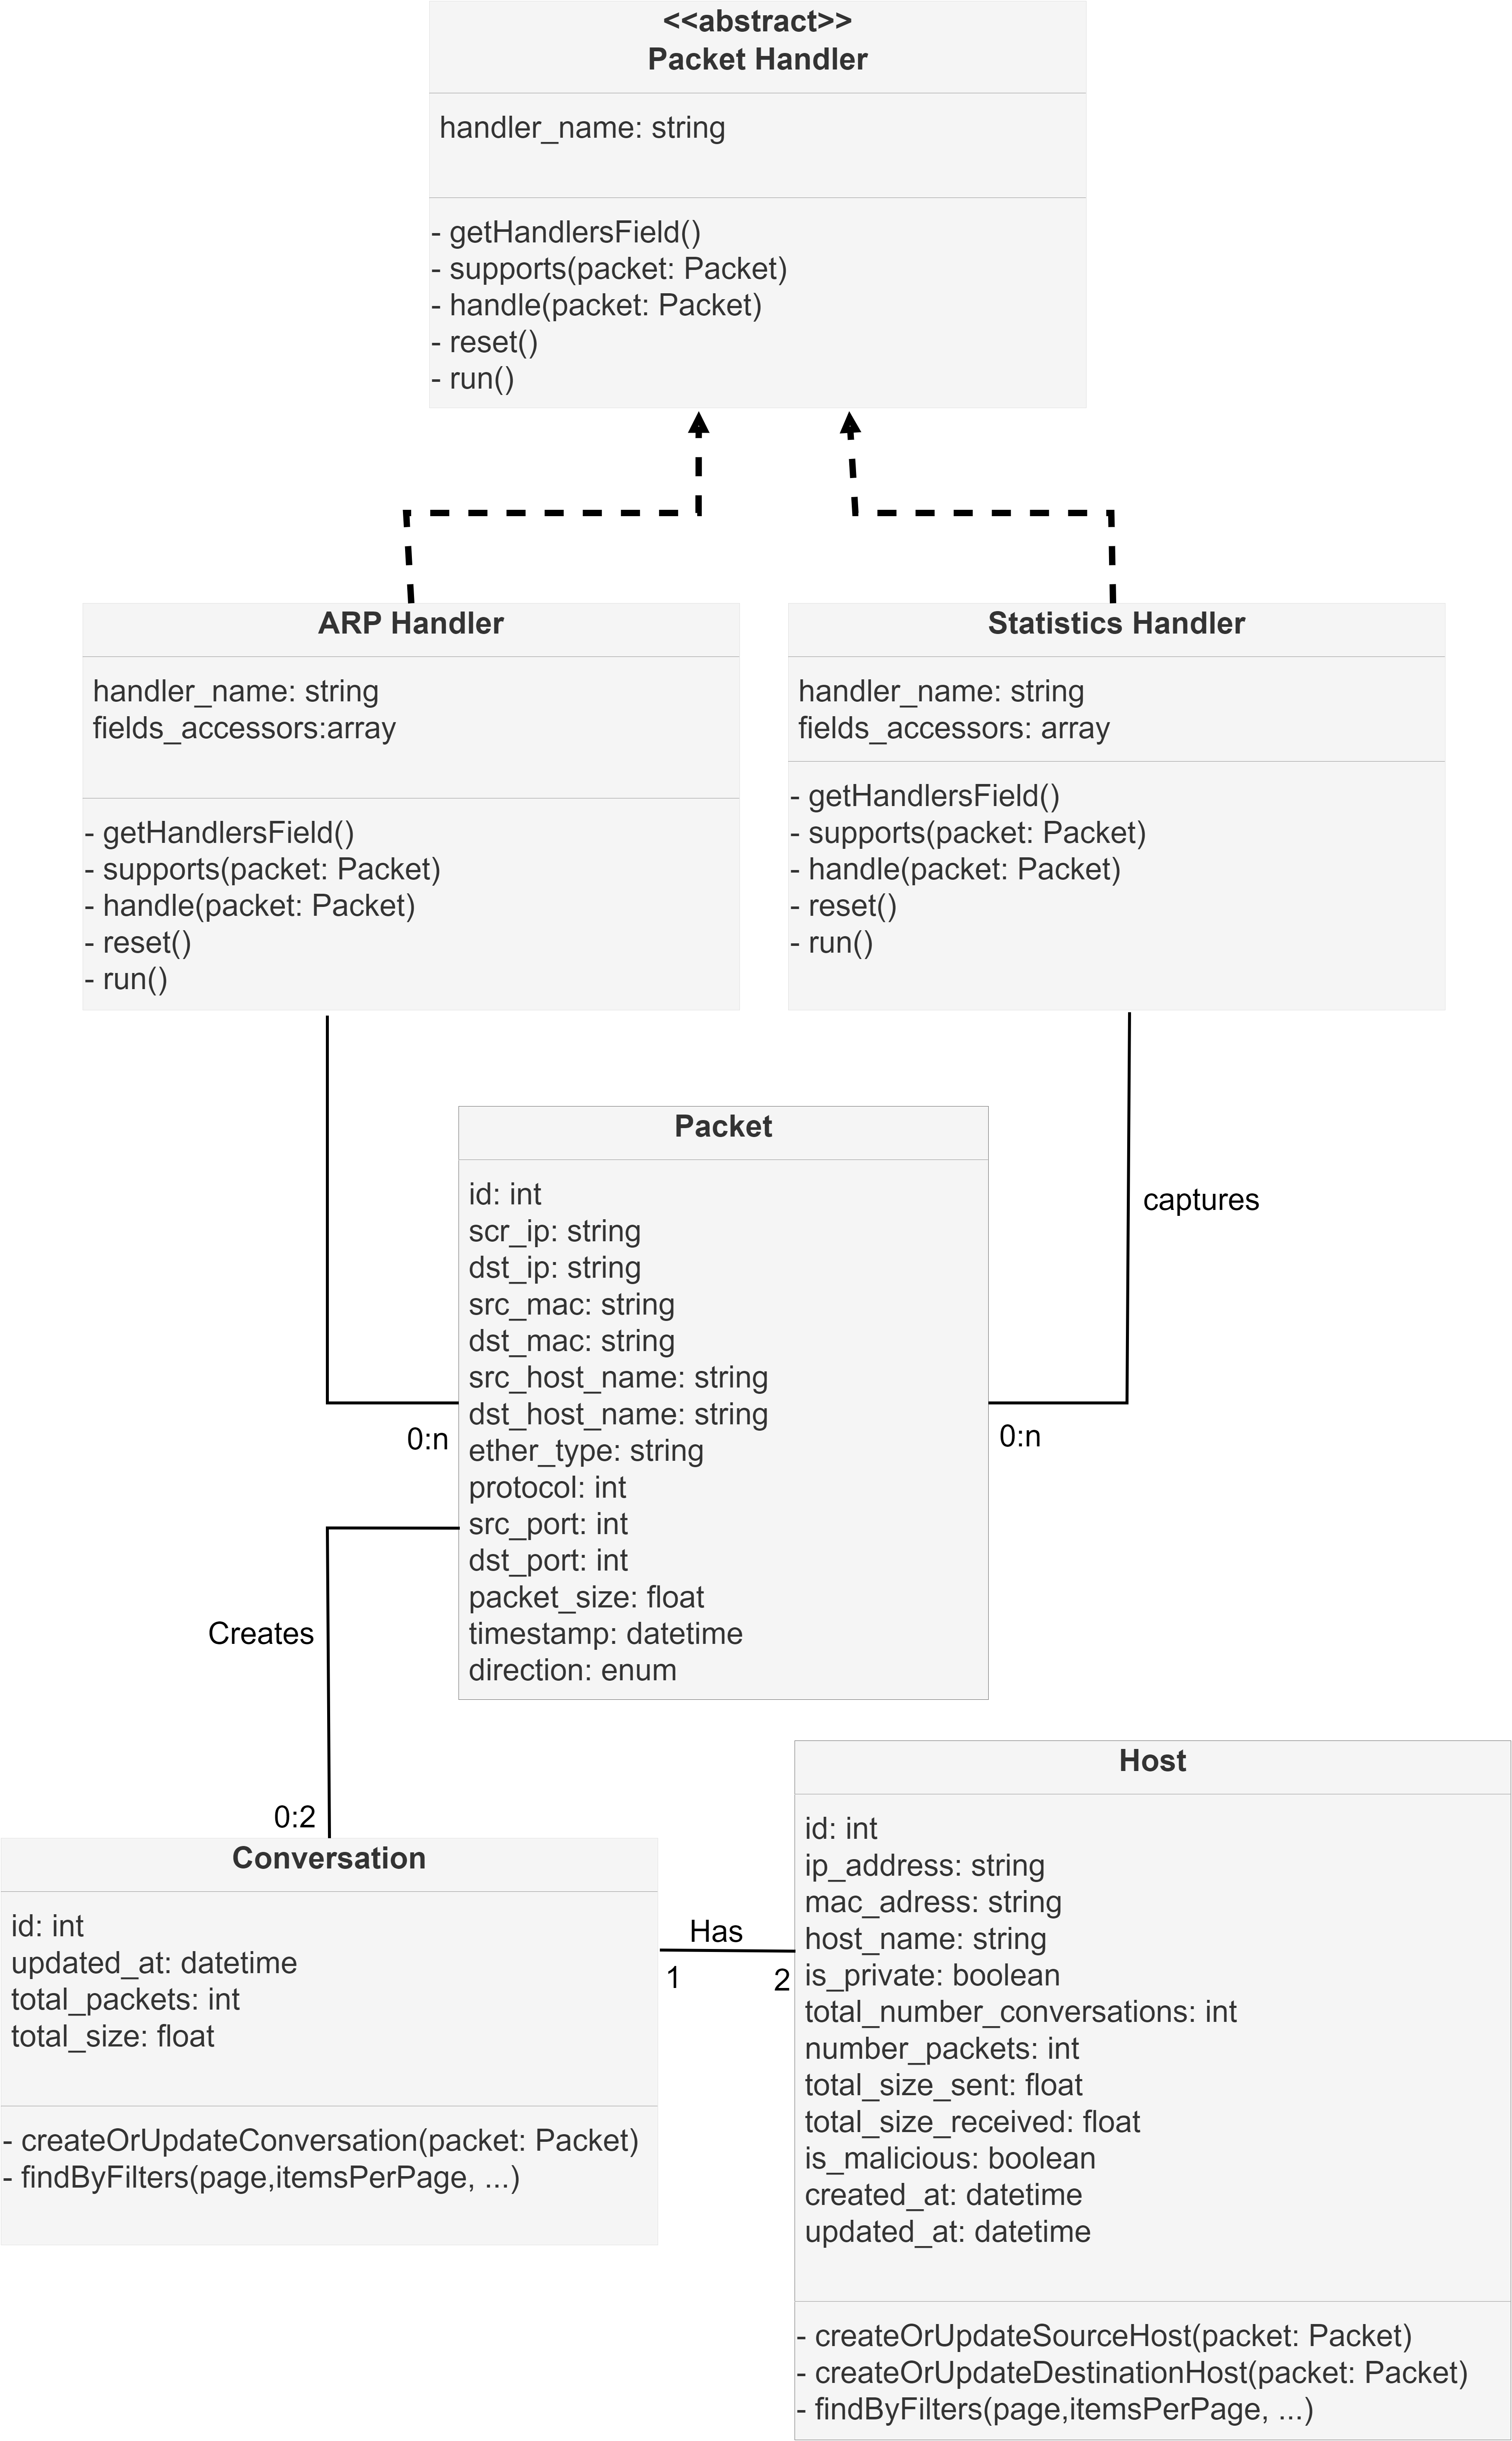 <<abstract>>
Packet Handler
handler_name: string
- getHandlersField()
- supports(packet: Packet)
- handle(packet: Packet)
- reset()
- run()
ARP Handler
handler_name: string
fields_accessors:array
- getHandlersField()
- supports(packet: Packet)
- handle(packet: Packet)
- reset()
- run()
Statistics Handler
handler_name: string
fields_accessors: array
- getHandlersField()
- supports(packet: Packet)
- handle(packet: Packet)
- reset()
- run()
Packet
id: int
scr_ip: string
dst_ip: string
src_mac: string
dst_mac: string
src_host_name: string
dst_host_name: string
ether_type: string
protocol: int
src_port: int
dst_port: int
packet_size: float
timestamp: datetime
direction: enum
captures
0:n
0:n
Creates
0:2
Conversation
id: int
updated_at: datetime
total_packets: int
total_size: float
- createOrUpdateConversation(packet: Packet)
- findByFilters(page,itemsPerPage, ...)
Has
1
2
Host
id: int
ip_address: string
mac_adress: string
host_name: string
is_private: boolean
total_number_conversations: int
number_packets: int
total_size_sent: float
total_size_received: float
is_malicious: boolean
created_at: datetime
updated_at: datetime
- createOrUpdateSourceHost(packet: Packet)
- createOrUpdateDestinationHost(packet: Packet)
- findByFilters(page,itemsPerPage, ...)